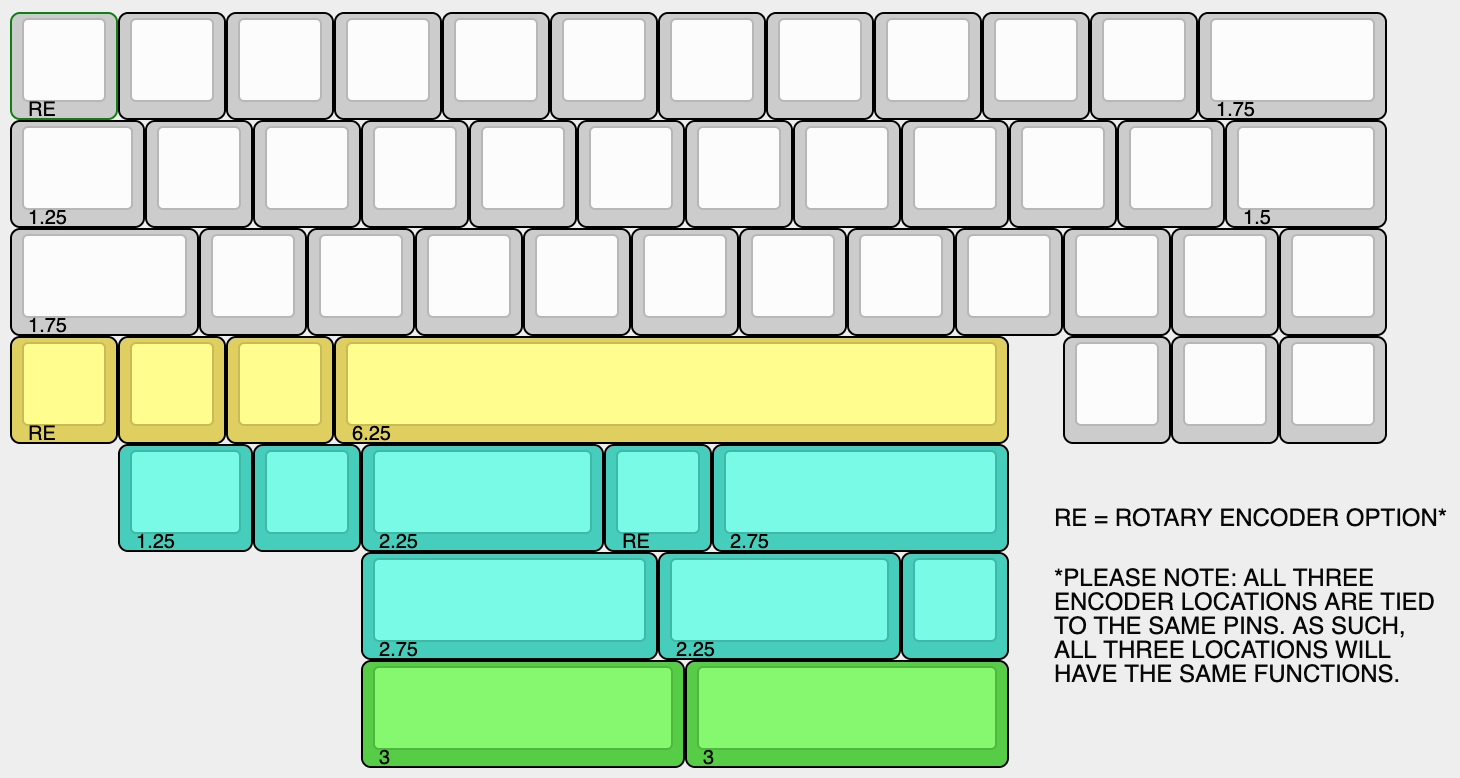 RE
1.75
1.25
1.5
1.75
RE
6.25
1.25
2.25
RE
2.75
RE = ROTARY ENCODER OPTION*
*PLEASE NOTE: ALL THREE
ENCODER LOCATIONS ARE TIED
TO THE SAME PINS. AS SUCH,
ALL THREE LOCATIONS WILL
HAVE THE SAME FUNCTIONS.
2.75
2.25
3
3